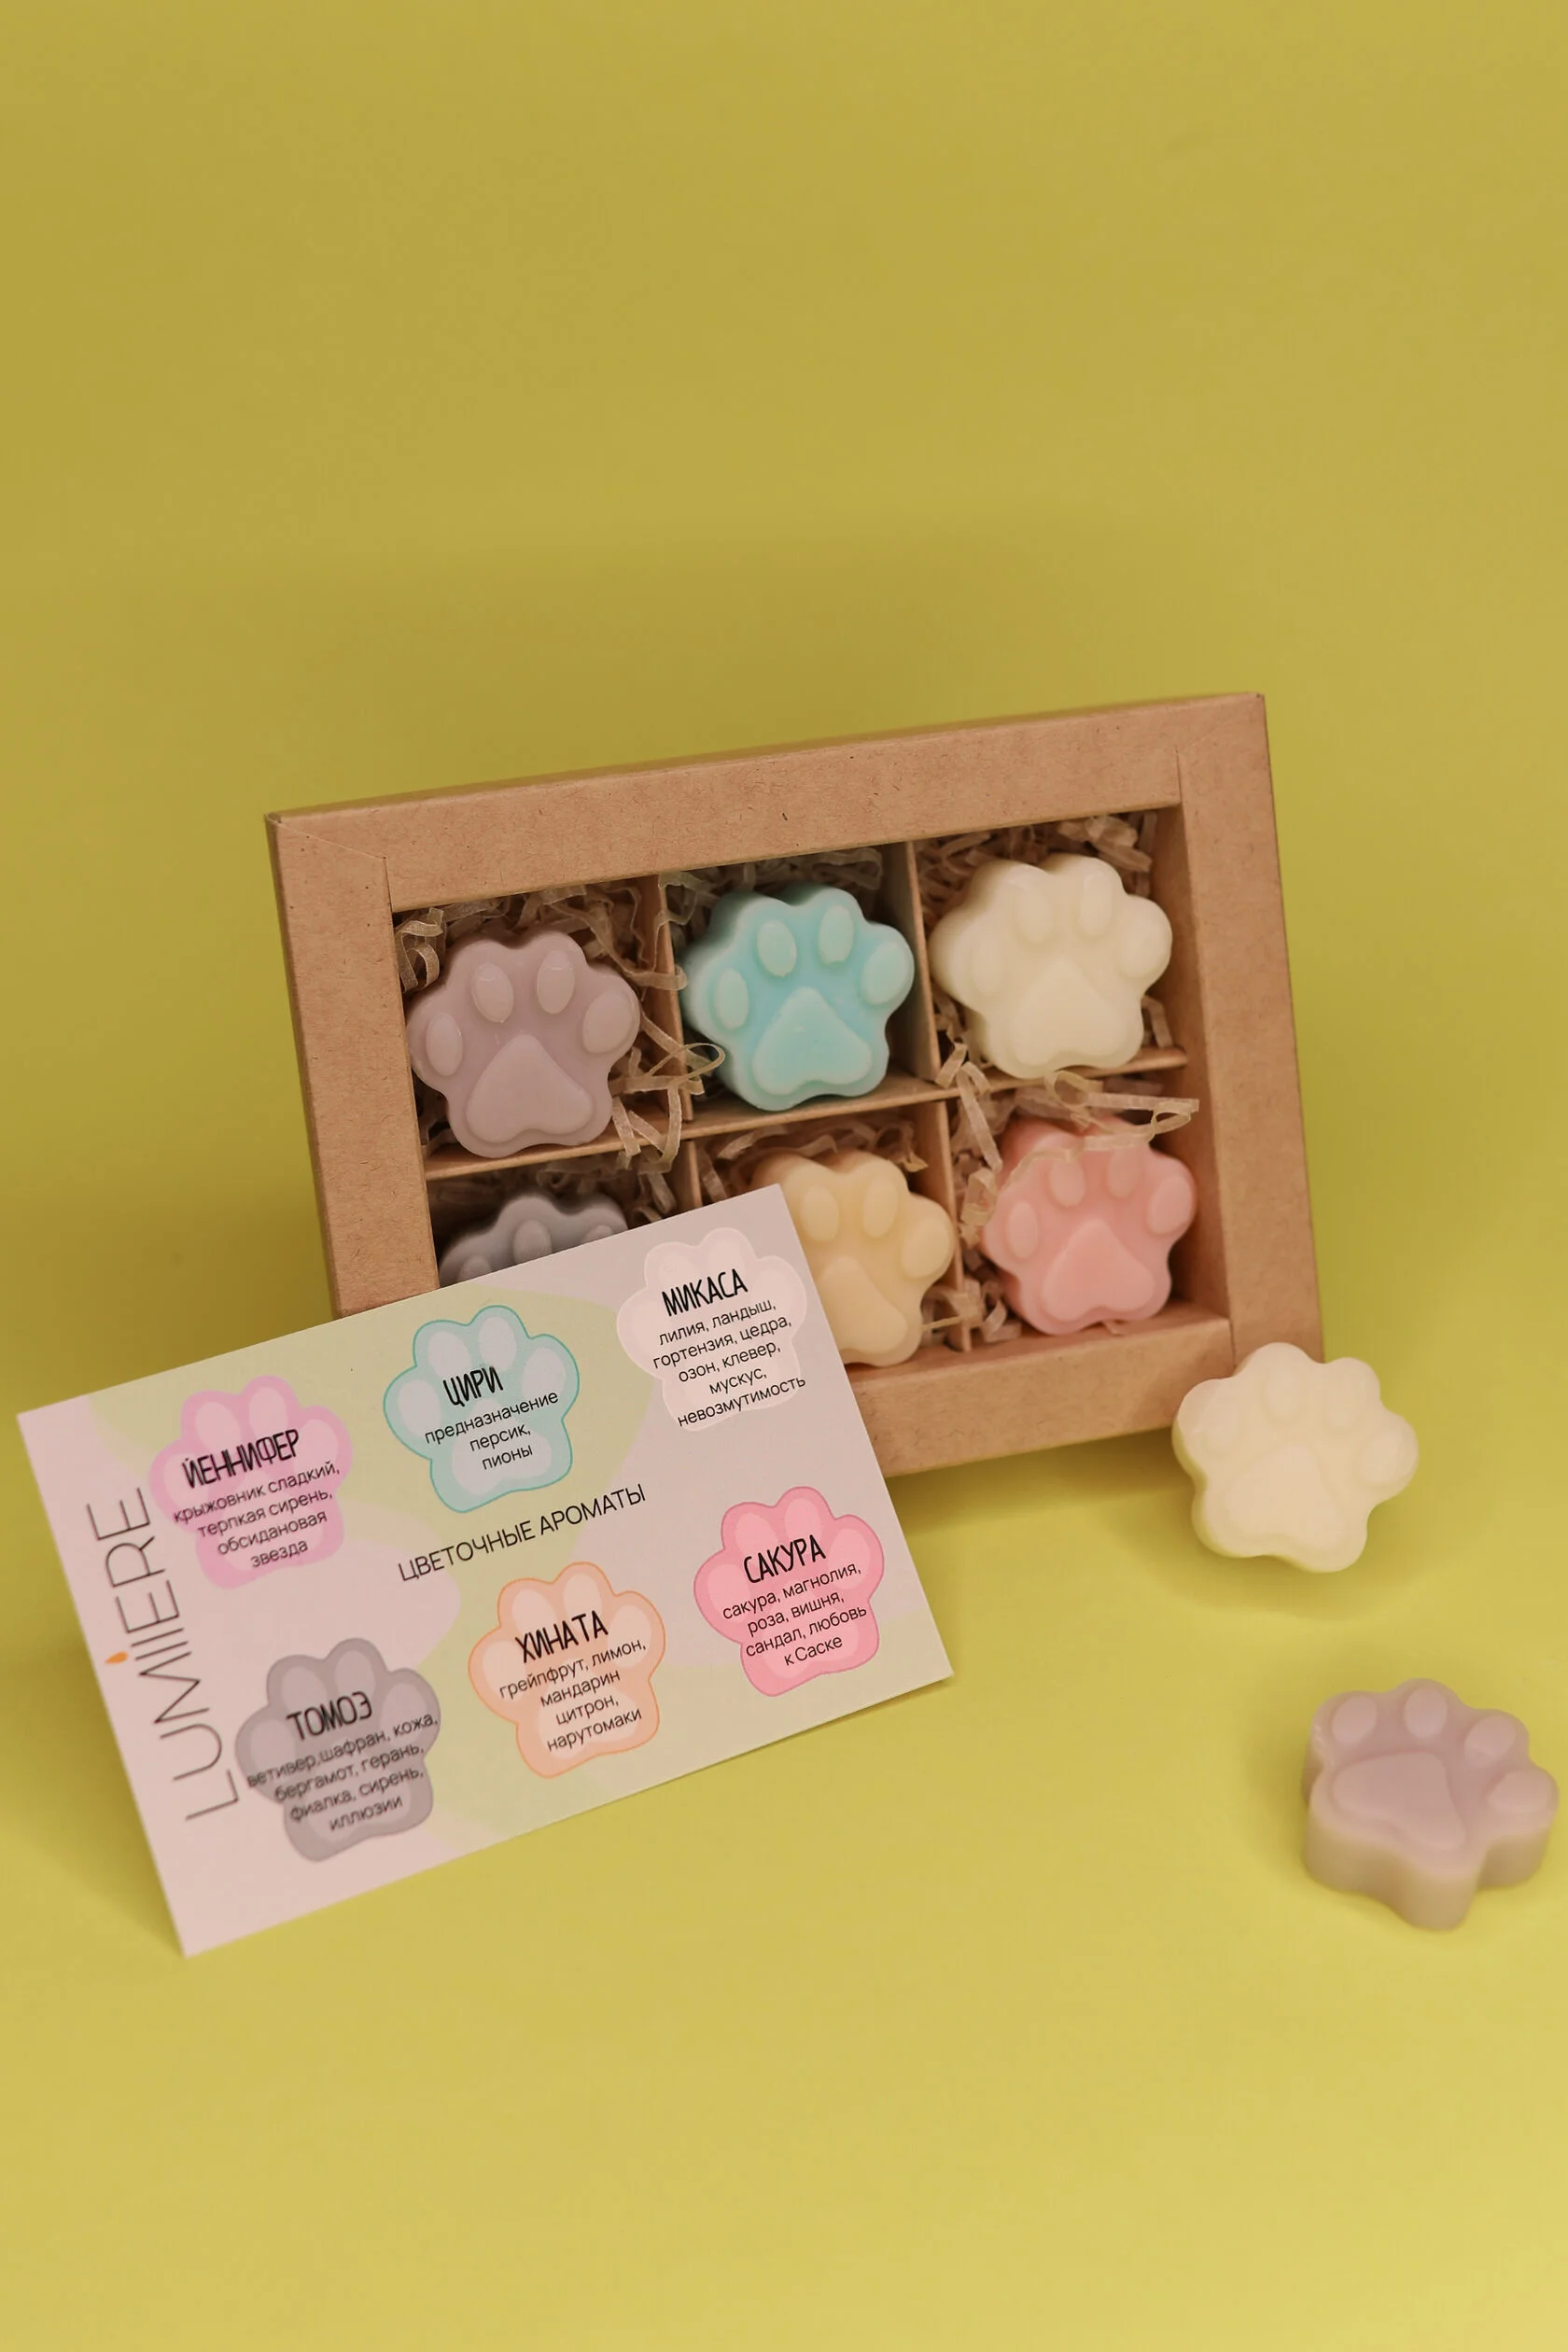 LUMIERE
ЙЕННИФЕР
крыжовник сладкий,
терпкая сирень,
обсидановая
звезда
ЦИРИ
предназначение
персик,
пионы
МИКАСА
лилия, ландыш,
гортензия, цедра,
озон, клевер,
мускус,
невозмутимость
ЦВЕТОЧНЫЕ АРОМАТЫ
ТОМОЭ
ветивер,шафран, кожа,
бергамот, герань,
фиалка, сирень,
иллюзии
ХИНАТА
грейпфрут, лимон,
мандарин
цитрон,
нарутомаки
САКУРА
сакура, магнолия,
роза, вишня,
сандал, любовь
к Саске